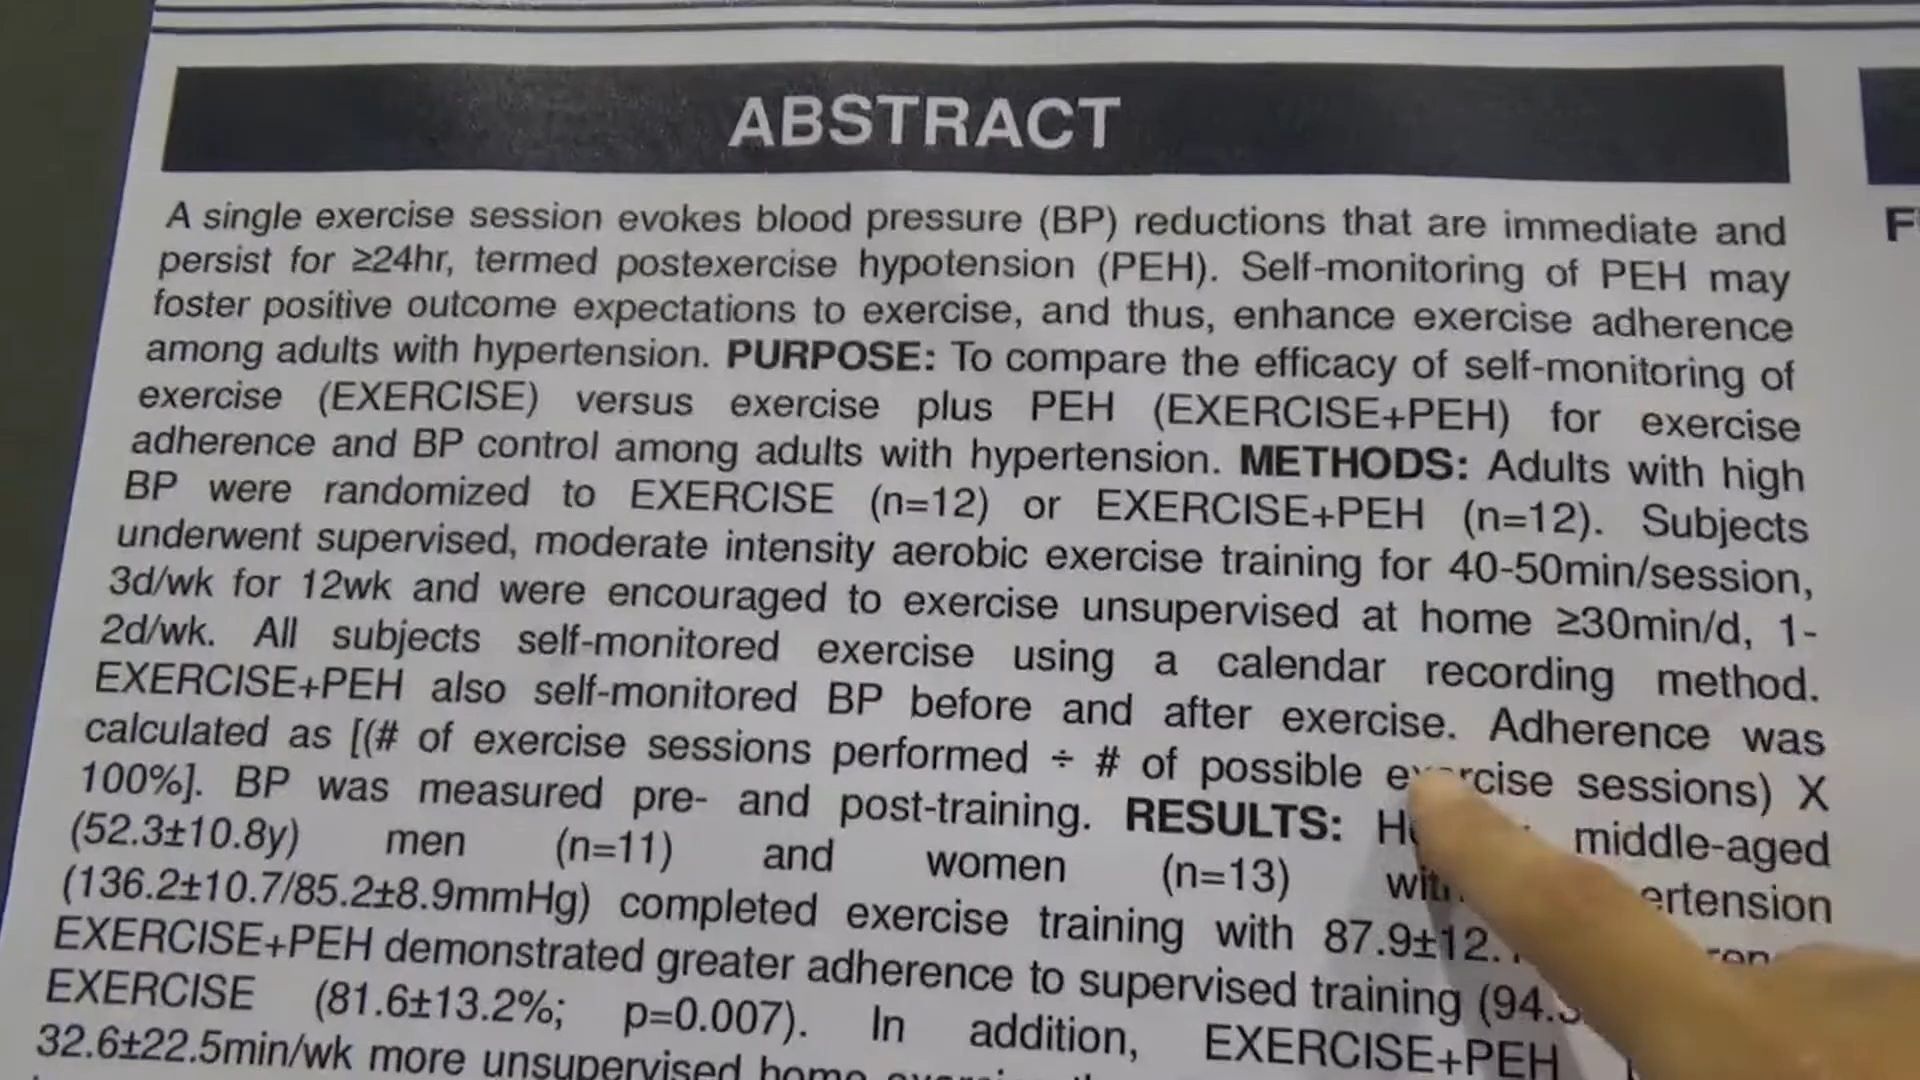 ABSTRACT
A single exercise session evokes blood pressure (BP) reductions that are immediate and
persist for ≥24hr, termed postexercise hypotension (PEH). Self-monitoring of PEH may
foster positive outcome expectations to exercise, and thus, enhance exercise adherence
among adults with hypertension. PURPOSE: To compare the efficacy of self-monitoring of
exercise (EXERCISE) versus exercise plus PEH (EXERCISE+PEH) for exercise
adherence and BP control among adults with hypertension. METHODS: Adults with high
BP were randomized to EXERCISE (n=12) or EXERCISE+PEH (n=12). Subjects
underwent supervised, moderate intensity aerobic exercise training for 40-50min/session,
3d/wk for 12wk and were encouraged to exercise unsupervised at home ≥30min/d, 1-
2d/wk. All subjects self-monitored exercise using a calendar recording method.
EXERCISE+PEH also self-monitored BP before and after exercise. Adherence was
calculated as [(# of exercise sessions performed ÷ # of possible exercise sessions) X
100%]. BP was measured pre- and post-training. RESULTS: middle-aged
(52.3±10.8y) men (n=11) and women (n=13)
(136.2±10.7/85.2±8.9mmHg) completed exercise training with
EXERCISE+PEH demonstrated greater adherence to supervised training
EXERCISE (81.6±13.2%; p=0.007). In addition, EXERCISE+PEH
32.6±22.5min/wk more unsupervised home